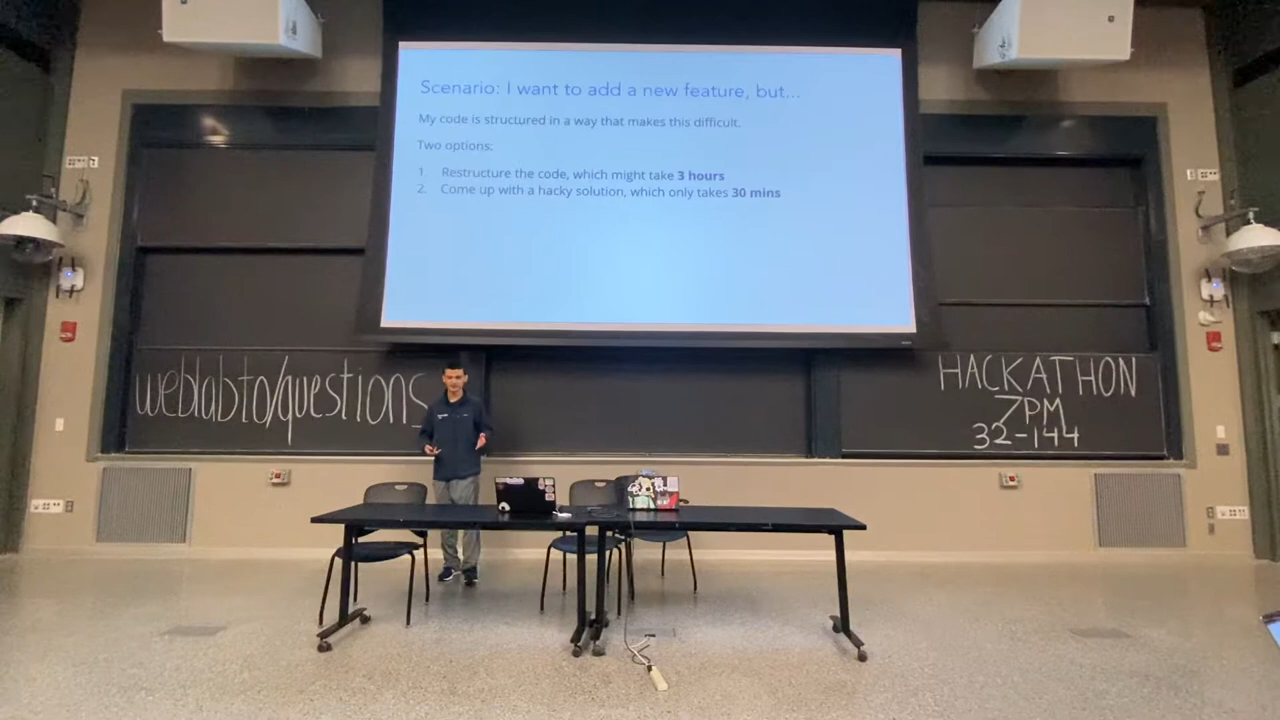 Scenario: I want to add a new feature, but...
My code is structured in a way that makes this difficult.
Two options:
1 Restructure the code, which might take 3 hours
2. Come up with a hacky solution, which only takes 30 mins
weblab.to/questions
HACKATHON
7PM
32-144